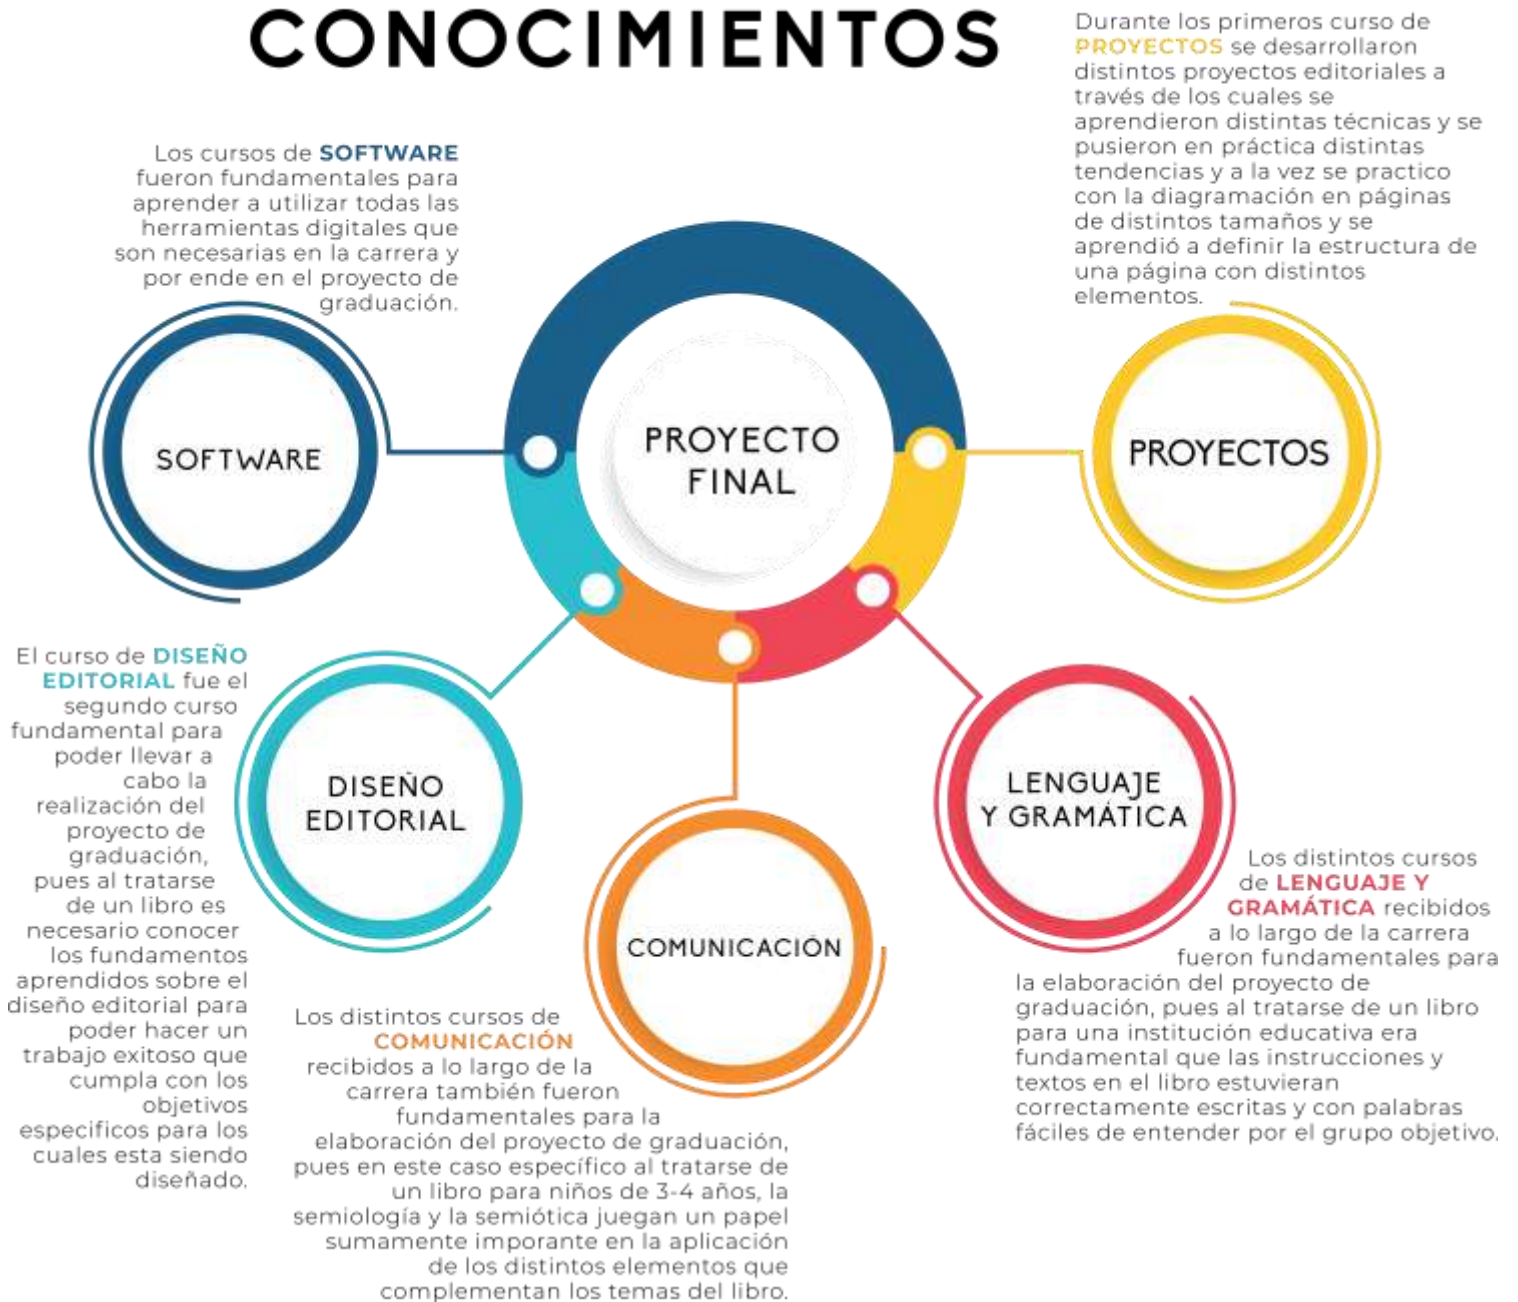 CONOCIMIENTOS
Durante los primeros curso de
PROYECTOS se desarrollaron
distintos proyectos editoriales a
través de los cuales se
aprendieron distintas técnicas y se
pusieron en práctica distintas
tendencias y a la vez se practico
con la diagramación en páginas
de distintos tamaños y se
aprendió a definir la estructura de
una página con distintos
elementos.
Los cursos de SOFTWARE
fueron fundamentales para
aprender a utilizar todas las
herramientas digitales que
son necesarias en la carrera y
por ende en el proyecto de
graduación.
SOFTWARE
PROYECTO
FINAL
PROYECTOS
El curso de DISEÑO
EDITORIAL fue el
segundo curso
fundamental para
poder llevar a
cabo la
realización del
proyecto de
graduación,
pues al tratarse
de un libro es
necesario conocer
los fundamentos
aprendidos sobre el
diseño editorial para
poder hacer un
trabajo exitoso que
cumpla con los
objetivos
especificos para los
cuales esta siendo
diseñado.
DISEÑO
EDITORIAL
COMUNICACIÓN
LENGUAJE
Y GRAMÁTICA
Los distintos cursos de
COMUNICACIÓN
recibidos a lo largo de la
carrera también fueron
fundamentales para la
elaboración del proyecto de graduación,
pues en este caso específico al tratarse de
un libro para niños de 3-4 años, la
semiología y la semiótica juegan un papel
sumamente imporante en la aplicación
de los distintos elementos que
complementan los temas del libro.
Los distintos cursos
de LENGUAJE Y
GRAMÁTICA recibidos
a lo largo de la carrera
fueron fundamentales para
la elaboración del proyecto de
graduación, pues al tratarse de un libro
para una institución educativa era
fundamental que las instrucciones y
textos en el libro estuvieran
correctamente escritas y con palabras
fáciles de entender por el grupo objetivo.